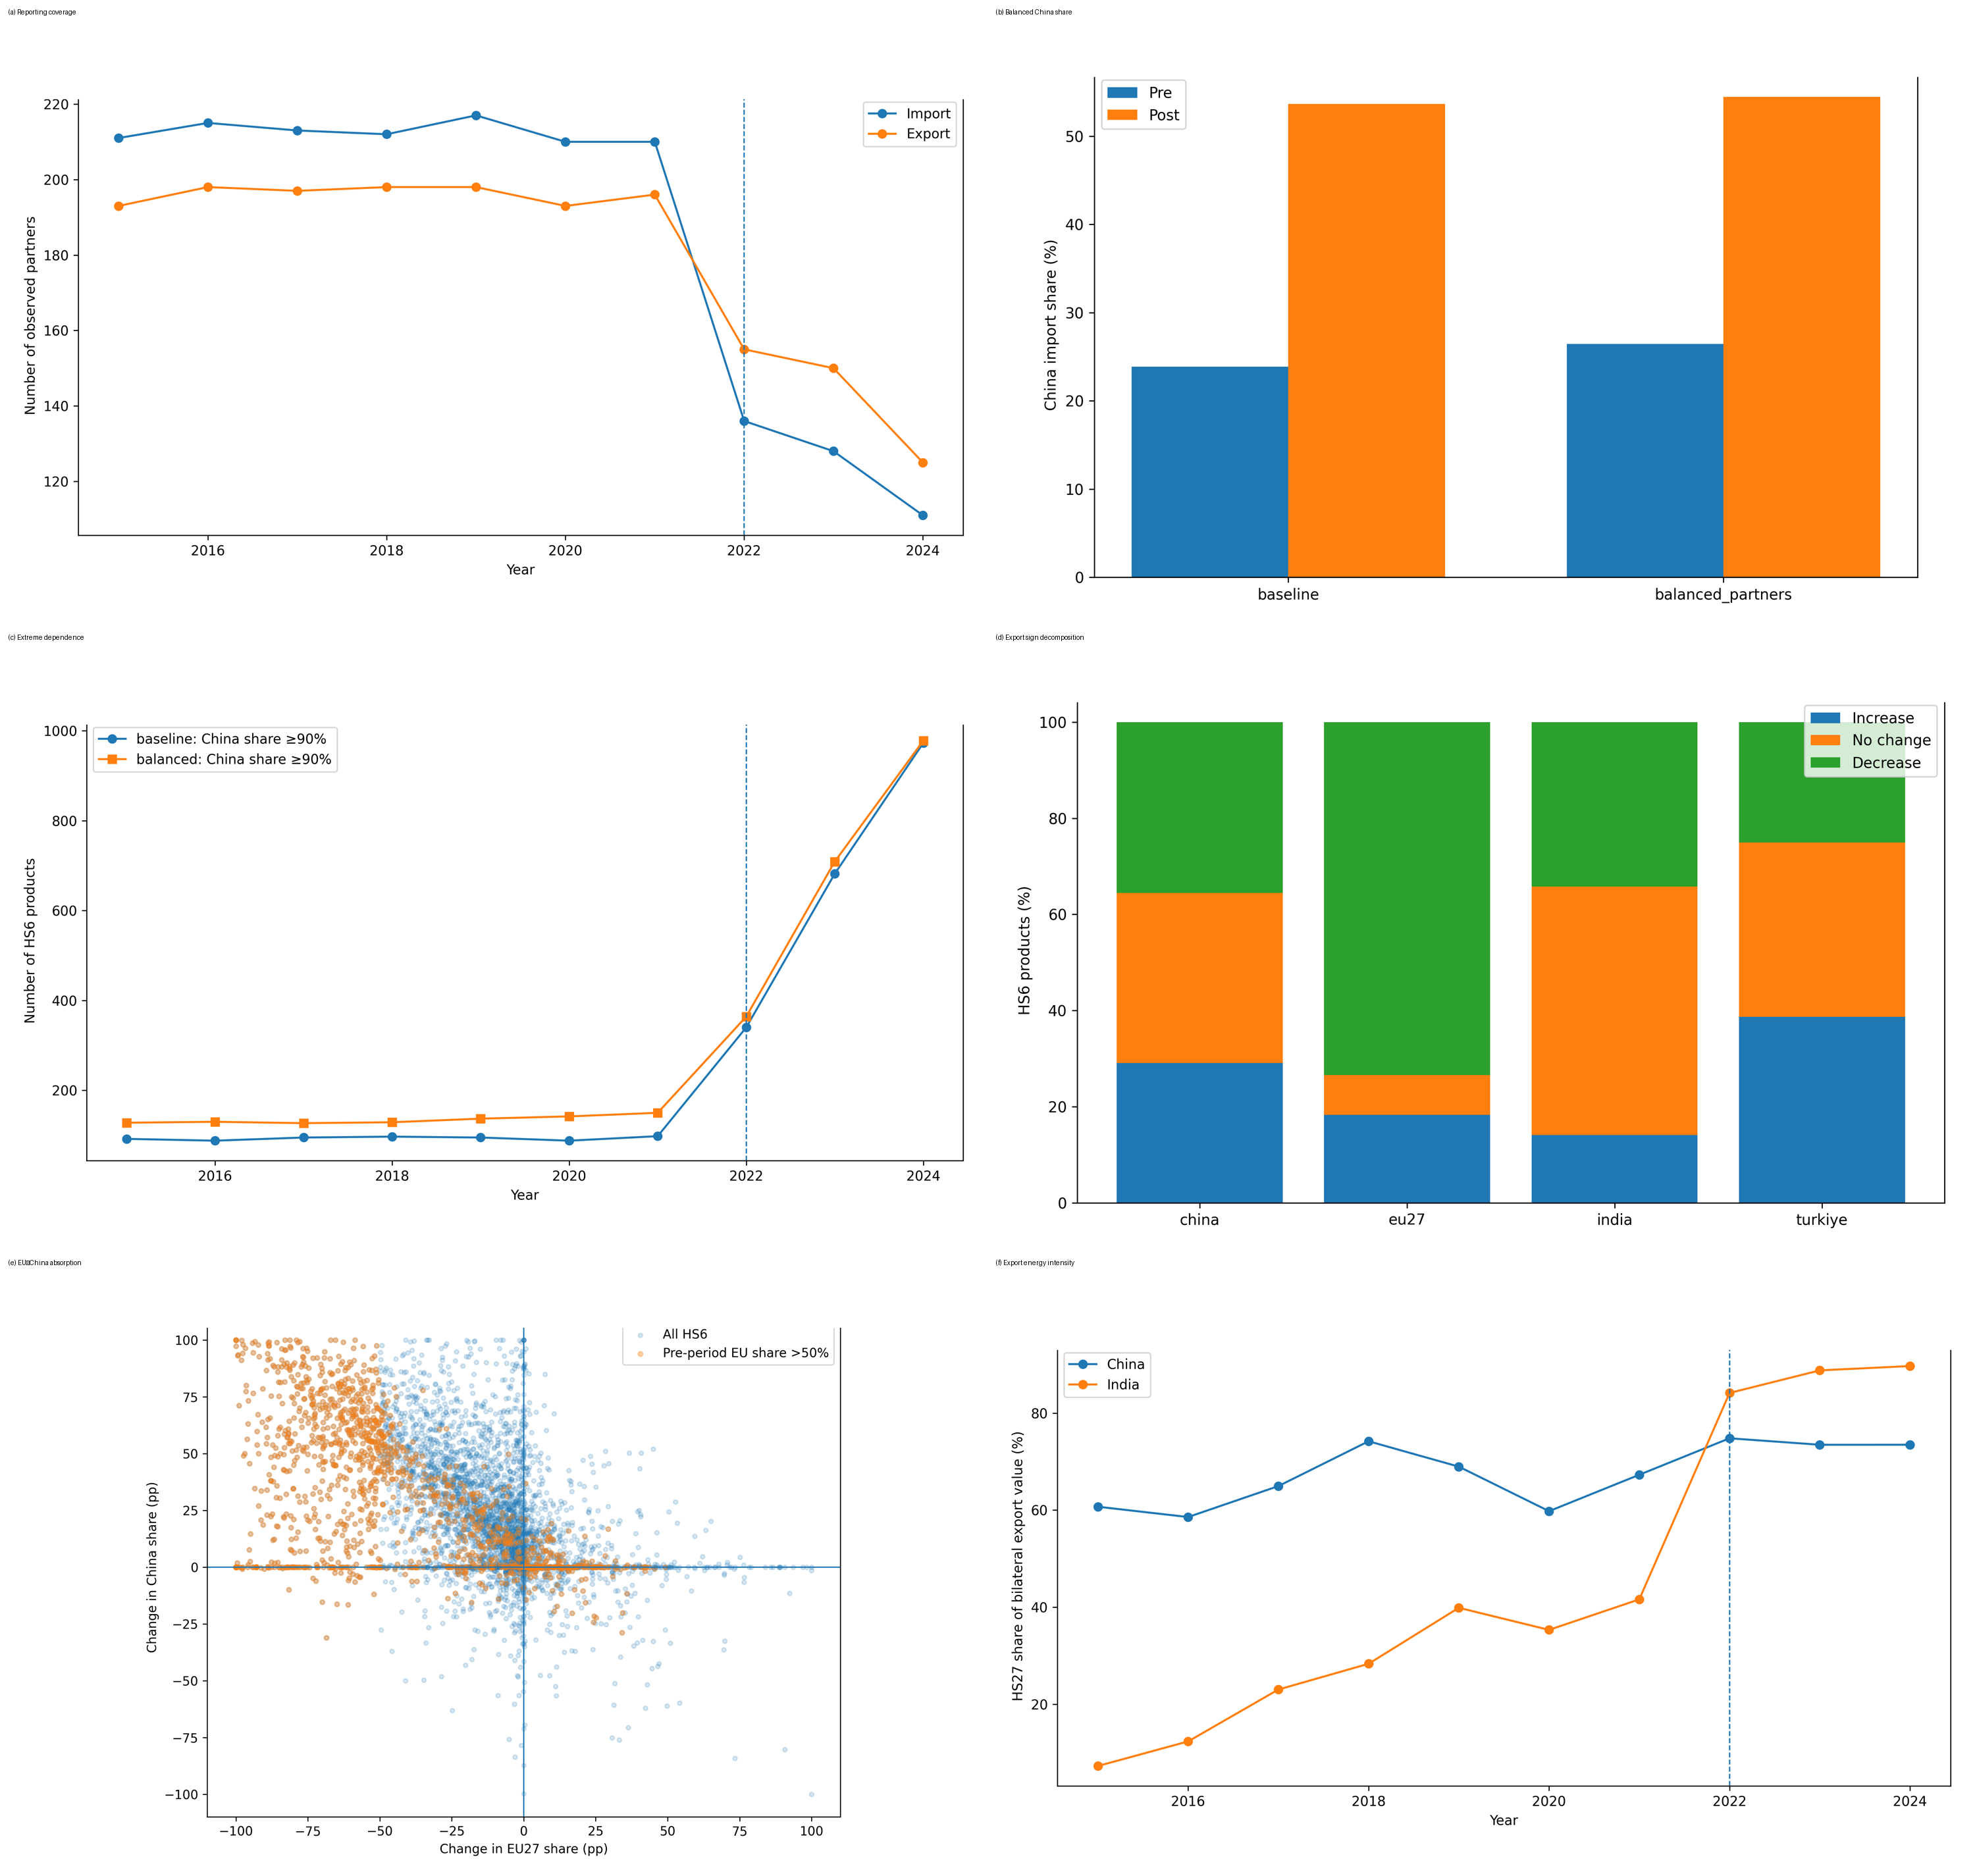 (a) Reporting coverage
220
200
180
160
140
120
Number of observed partners
Import
Export
2016
2018
2020
2022
2024
Year
(b) Balanced China share
Pre
Post
50
40
30
20
10
0
China import share (%)
baseline
balanced_partners
(c) Extreme dependence
1000
800
600
400
200
Number of HS6 products
baseline: China share ≥90%
balanced: China share ≥90%
2016
2018
2020
2022
2024
Year
(d) Export sign decomposition
100
80
60
40
20
0
HS6 products (%)
Increase
No change
Decrease
china
eu27
india
turkiye
(e) EU▯China absorption
All HS6
Pre-period EU share >50%
100
75
50
25
0
−25
−50
−75
−100
Change in China share (pp)
−100
−75
−50
−25
0
25
50
75
100
Change in EU27 share (pp)
(f) Export energy intensity
China
India
80
60
40
20
HS27 share of bilateral export value (%)
2016
2018
2020
2022
2024
Year